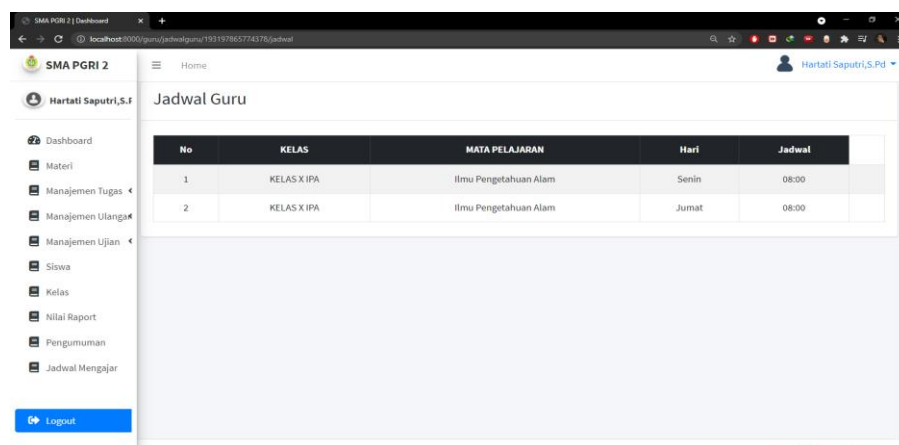 SMA PGRI 2 | Dashboard
localhost:8000/guru/jadwalguru/193197865774378/jadwal
SMA PGRI 2
Home
Hartati Saputri,S.Pd
Hartati Saputri,S.P
Jadwal Guru
Dashboard
Materi
Manajemen Tugas
Manajemen Ulangan
Manajemen Ujian
Siswa
Kelas
Nilai Raport
Pengumuman
Jadwal Mengajar
Logout
No KELAS MATA PELAJARAN Hari Jadwal
1 KELAS X IPA Ilmu Pengetahuan Alam Senin 08:00
2 KELAS X IPA Ilmu Pengetahuan Alam Jumat 08:00